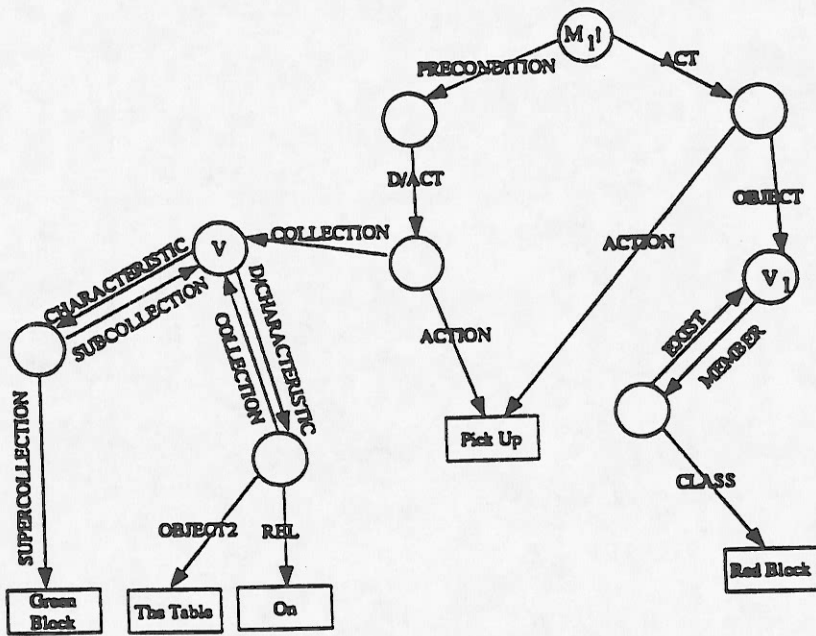 M1!
PRECONDITION
ACT
D/ACT
OBJECT
COLLECTION
ACTION
V
V1
CHARACTERISTIC
SUBCOLLECTION
D/CHARACTERISTIC
COLLECTION
ACTION
EXIST
MEMBER
Pick Up
SUPERCOLLECTION
CLASS
OBJECT2
REL
Green
Block
The Table
On
Red Block